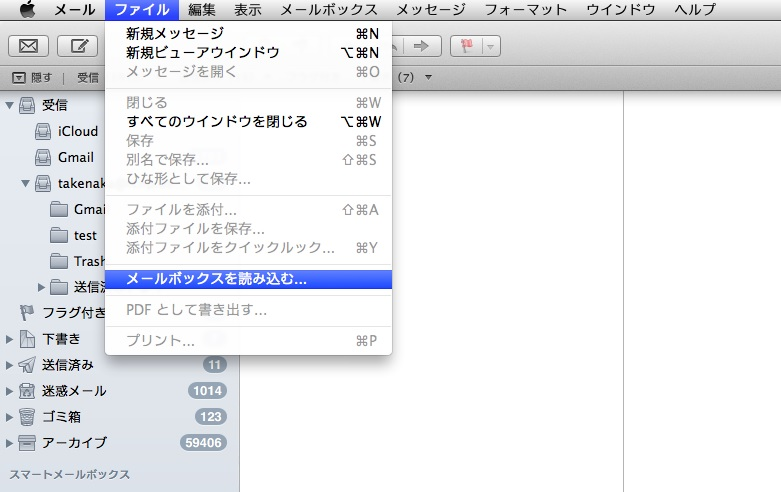 メール ファイル 編集 表示 メールボックス メッセージ フォーマット ウインドウ ヘルプ
隠す 受信 (7)
新規メッセージ ⌘N
新規ビューアウインドウ ⌥⌘N
メッセージを開く ⌘O
閉じる ⌘W
すべてのウインドウを閉じる ⌥⌘W
保存 ⌘S
別名で保存... ⇧⌘S
ひな形として保存...
ファイルを添付... ⇧⌘A
添付ファイルを保存...
添付ファイルをクイックルック... ⌘Y
メールボックスを読み込む...
PDF として書き出す...
プリント... ⌘P
受信
iCloud
Gmail
takenak
Gmai
test
Trash
送信済
フラグ付き
下書き
送信済み 11
迷惑メール 1014
ゴミ箱 123
アーカイブ 59406
スマートメールボックス